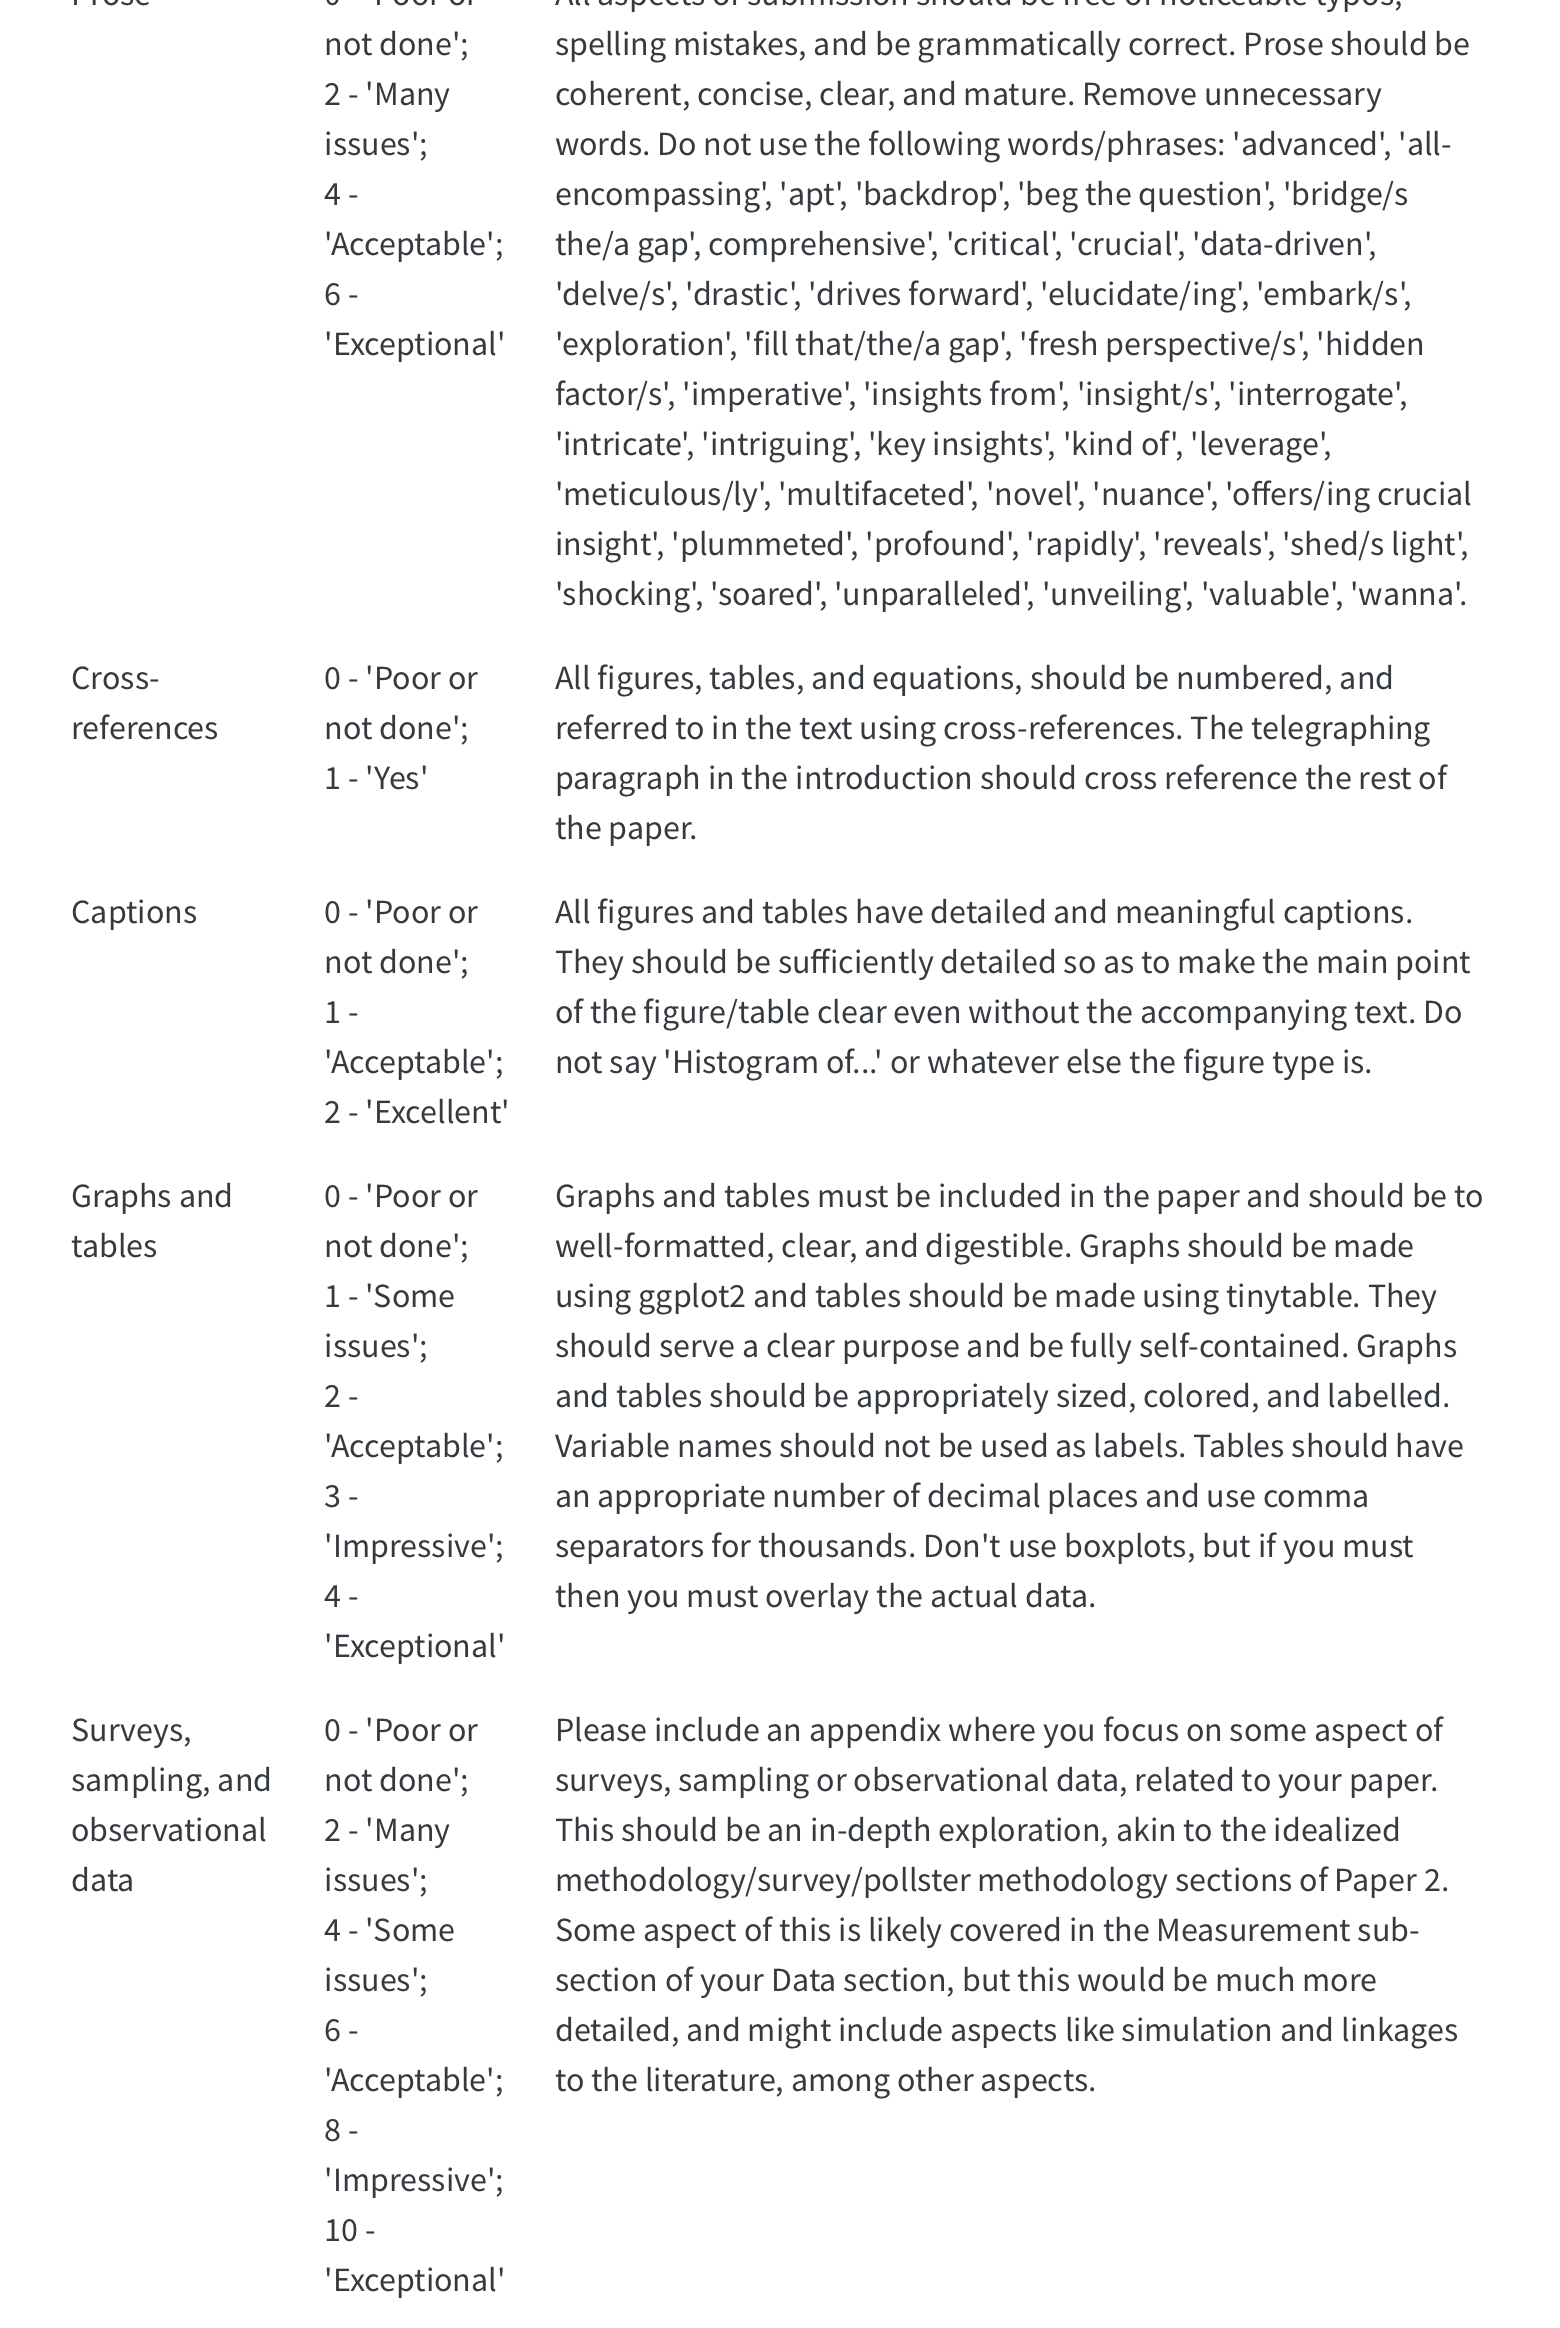 Prose
0 - 'Poor or
not done';
2 - 'Many
issues';
4 -
'Acceptable';
6 -
'Exceptional'
All aspects of submission should be free of noticeable typos,
spelling mistakes, and be grammatically correct. Prose should be
coherent, concise, clear, and mature. Remove unnecessary
words. Do not use the following words/phrases: 'advanced', 'all-
encompassing', 'apt', 'backdrop', 'beg the question', 'bridge/s
the/a gap', comprehensive', 'critical', 'crucial', 'data-driven',
'delve/s', 'drastic', 'drives forward', 'elucidate/ing', 'embark/s',
'exploration', 'fill that/the/a gap', 'fresh perspective/s', 'hidden
factor/s', 'imperative', 'insights from', 'insight/s', 'interrogate',
'intricate', 'intriguing', 'key insights', 'kind of', 'leverage',
'meticulous/ly', 'multifaceted', 'novel', 'nuance', 'offers/ing crucial
insight', 'plummeted', 'profound', 'rapidly', 'reveals', 'shed/s light',
'shocking', 'soared', 'unparalleled', 'unveiling', 'valuable', 'wanna'.
Cross-
references
0 - 'Poor or
not done';
1 - 'Yes'
All figures, tables, and equations, should be numbered, and
referred to in the text using cross-references. The telegraphing
paragraph in the introduction should cross reference the rest of
the paper.
Captions
0 - 'Poor or
not done';
1 -
'Acceptable';
2 - 'Excellent'
All figures and tables have detailed and meaningful captions.
They should be sufficiently detailed so as to make the main point
of the figure/table clear even without the accompanying text. Do
not say 'Histogram of...' or whatever else the figure type is.
Graphs and
tables
0 - 'Poor or
not done';
1 - 'Some
issues';
2 -
'Acceptable';
3 -
'Impressive';
4 -
'Exceptional'
Graphs and tables must be included in the paper and should be to
well-formatted, clear, and digestible. Graphs should be made
using ggplot2 and tables should be made using tinytable. They
should serve a clear purpose and be fully self-contained. Graphs
and tables should be appropriately sized, colored, and labelled.
Variable names should not be used as labels. Tables should have
an appropriate number of decimal places and use comma
separators for thousands. Don't use boxplots, but if you must
then you must overlay the actual data.
Surveys,
sampling, and
observational
data
0 - 'Poor or
not done';
2 - 'Many
issues';
4 - 'Some
issues';
6 -
'Acceptable';
8 -
'Impressive';
10 -
'Exceptional'
Please include an appendix where you focus on some aspect of
surveys, sampling or observational data, related to your paper.
This should be an in-depth exploration, akin to the idealized
methodology/survey/pollster methodology sections of Paper 2.
Some aspect of this is likely covered in the Measurement sub-
section of your Data section, but this would be much more
detailed, and might include aspects like simulation and linkages
to the literature, among other aspects.